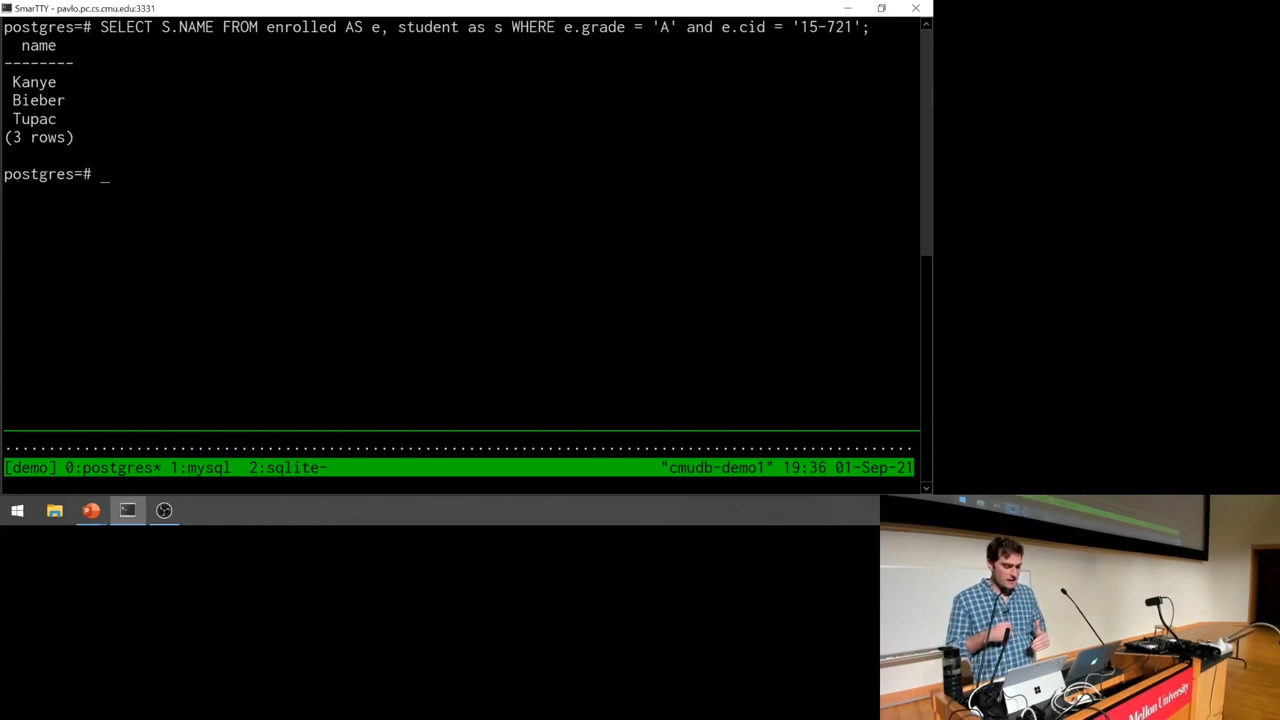 SmarTTY - pavlo.pc.cs.cmu.edu:3331
postgres=# SELECT S.NAME FROM enrolled AS e, student as s WHERE e.grade = 'A' and e.cid = '15-721';
name
--------
Kanye
Bieber
Tupac
(3 rows)
postgres=# _
[demo] 0:postgres* 1:mysql  2:sqlite- "cmudb-demo1" 19:36 01-Sep-21
Mellon University